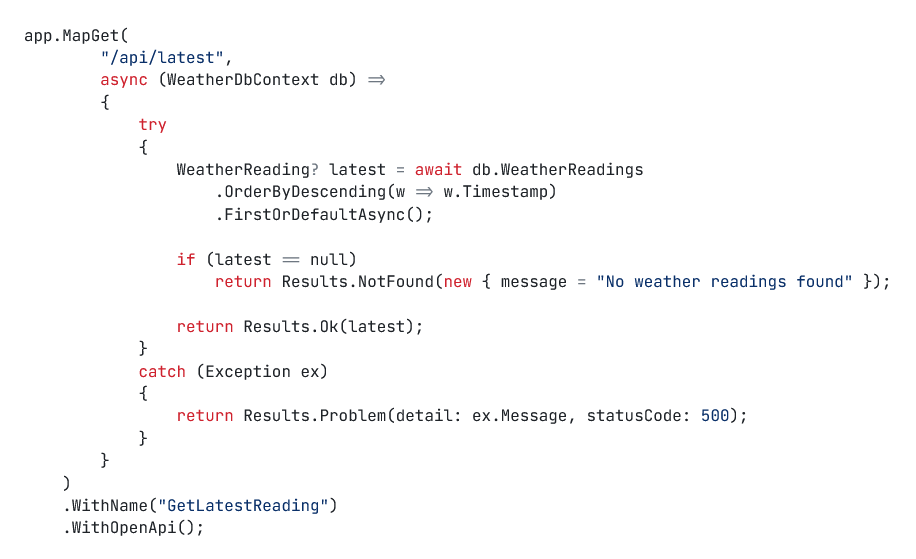 app.MapGet(
        "/api/latest",
        async (WeatherDbContext db) =>
        {
            try
            {
                WeatherReading? latest = await db.WeatherReadings
                    .OrderByDescending(w => w.Timestamp)
                    .FirstOrDefaultAsync();

                if (latest == null)
                    return Results.NotFound(new { message = "No weather readings found" });

                return Results.Ok(latest);
            }
            catch (Exception ex)
            {
                return Results.Problem(detail: ex.Message, statusCode: 500);
            }
        }
    )
    .WithName("GetLatestReading")
    .WithOpenApi();